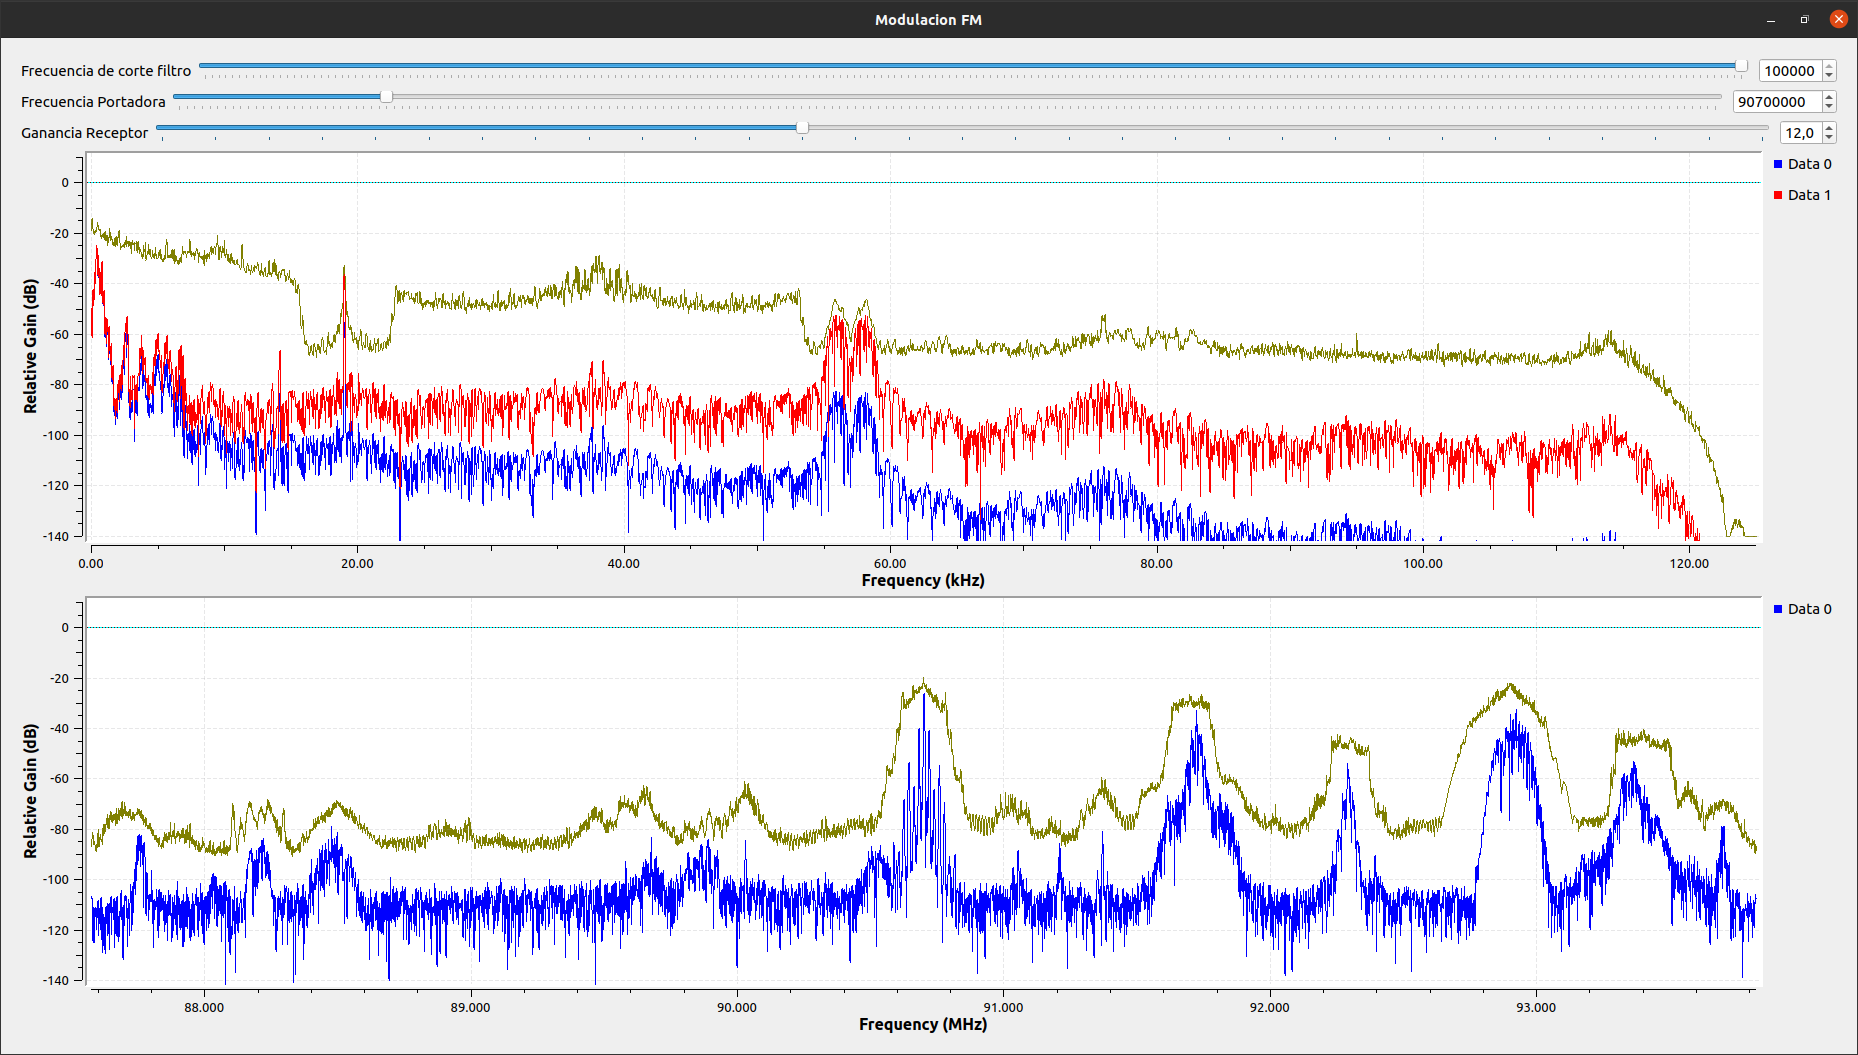 Modulacion FM
Frecuencia de corte filtro 100000
Frecuencia Portadora 90700000
Ganancia Receptor 12,0
Data 0
Data 1
Relative Gain (dB)
0
-20
-40
-60
-80
-100
-120
-140
0.00 20.00 40.00 60.00 80.00 100.00 120.00
Frequency (kHz)
Data 0
Relative Gain (dB)
0
-20
-40
-60
-80
-100
-120
-140
88.000 89.000 90.000 91.000 92.000 93.000
Frequency (MHz)